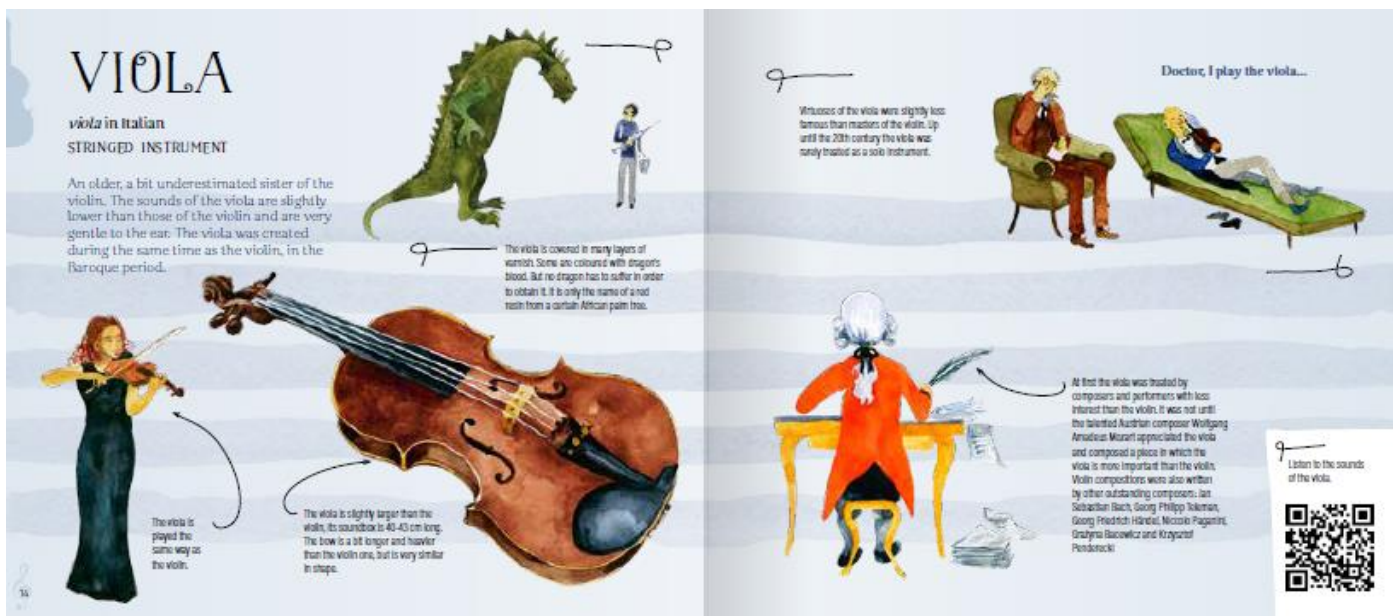 VIOLA
viola in Italian
STRINGED INSTRUMENT
An older, a bit underestimated sister of the
violin. The sounds of the viola are slightly
lower than those of the violin and are very
gentle to the ear. The viola was created
during the same time as the violin, in the
Baroque period.
The viola is covered in many layers of
varnish. Some are coloured with dragon's
blood. But no dragon has to suffer in order
to obtain it. It is only the name of a red
resin from a certain African palm tree.
The viola is
played the
same way as
the violin.
The viola is slightly larger than the
violin, its soundbox is 40-43 cm long.
The bow is a bit longer and heavier
than the violin one, but is very similar
in shape.
14
Virtuosos of the viola were slightly less
famous than masters of the violin. Up
until the 20th century the viola was
rarely treated as a solo instrument.
Doctor, I play the viola...
At first the viola was treated by
composers and performers with less
interest than the violin. It was not until
the talented Austrian composer Wolfgang
Amadeus Mozart appreciated the viola
and composed a piece in which the
viola is more important than the violin.
Violin compositions were also written
by other outstanding composers: Jan
Sebastian Bach, Georg Philipp Teleman,
Georg Friedrich Händel, Niccolo Paganini,
Grażyna Bacewicz and Krzysztof
Penderecki
Listen to the sounds
of the viola.